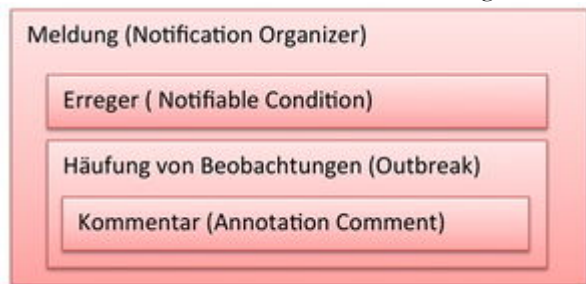 Meldung (Notification Organizer)
Erreger ( Notifiable Condition)
Häufung von Beobachtungen (Outbreak)
Kommentar (Annotation Comment)